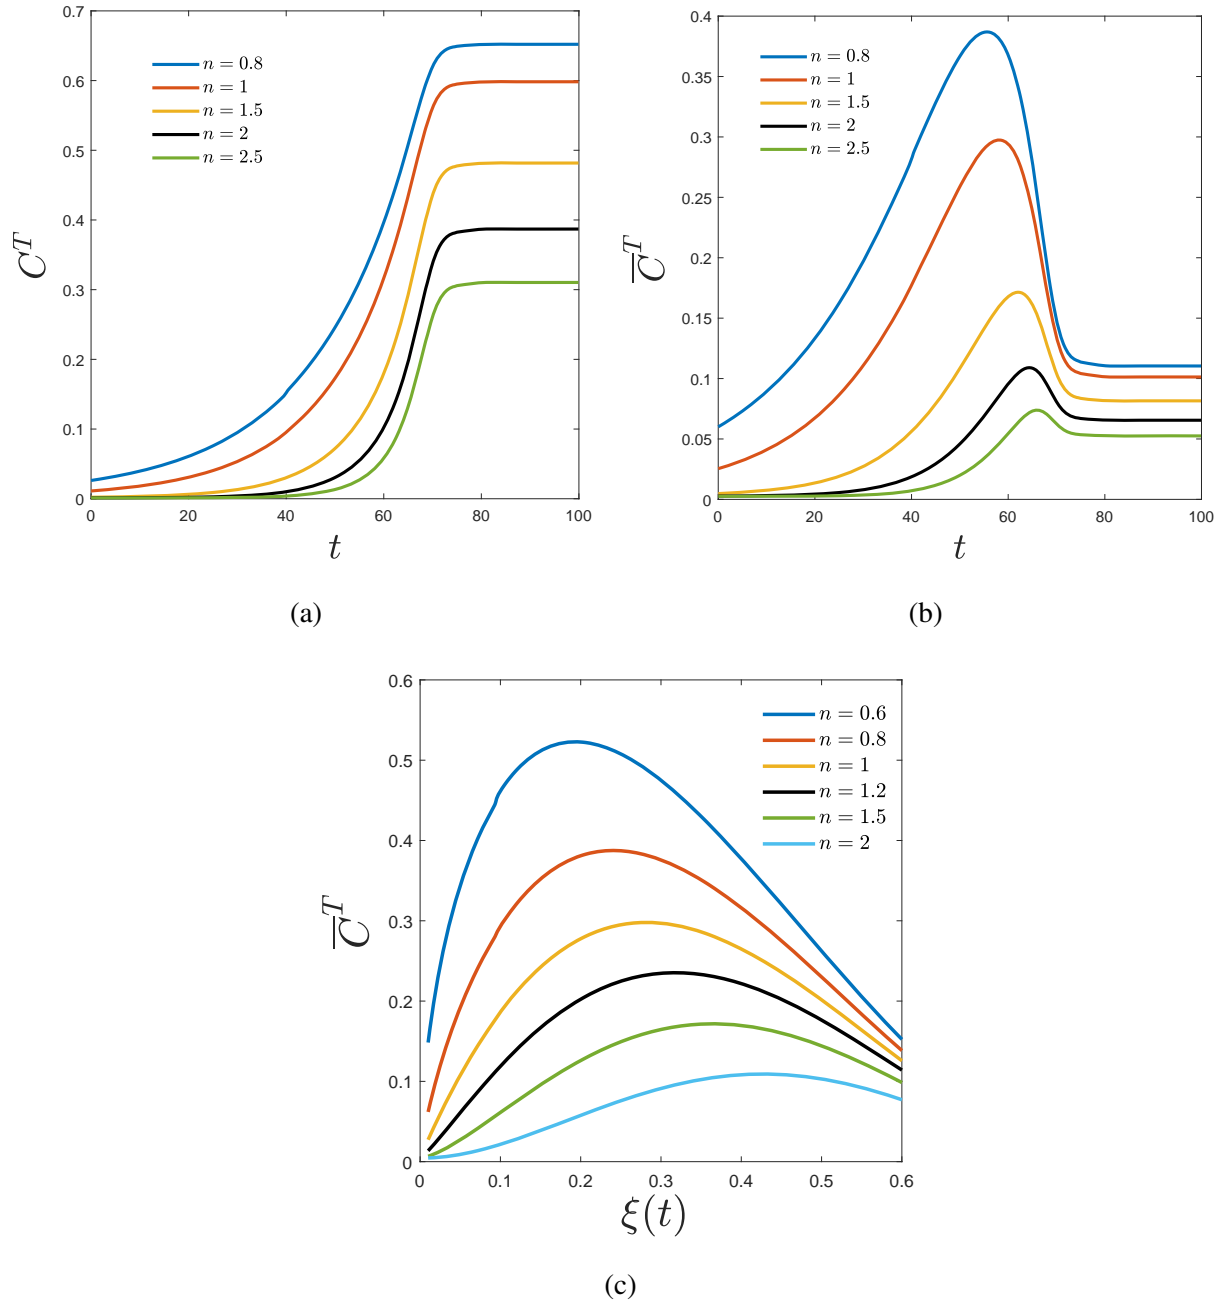 0.7
0.6
0.5
0.4
0.3
0.2
0.1
0
C^T
n = 0.8
n = 1
n = 1.5
n = 2
n = 2.5
0 20 40 60 80 100
t
(a)
0.4
0.35
0.3
0.25
0.2
0.15
0.1
0.05
0
C̅^T
n = 0.8
n = 1
n = 1.5
n = 2
n = 2.5
0 20 40 60 80 100
t
(b)
0.6
0.5
0.4
0.3
0.2
0.1
0
C̅^T
n = 0.6
n = 0.8
n = 1
n = 1.2
n = 1.5
n = 2
0 0.1 0.2 0.3 0.4 0.5 0.6
ξ(t)
(c)